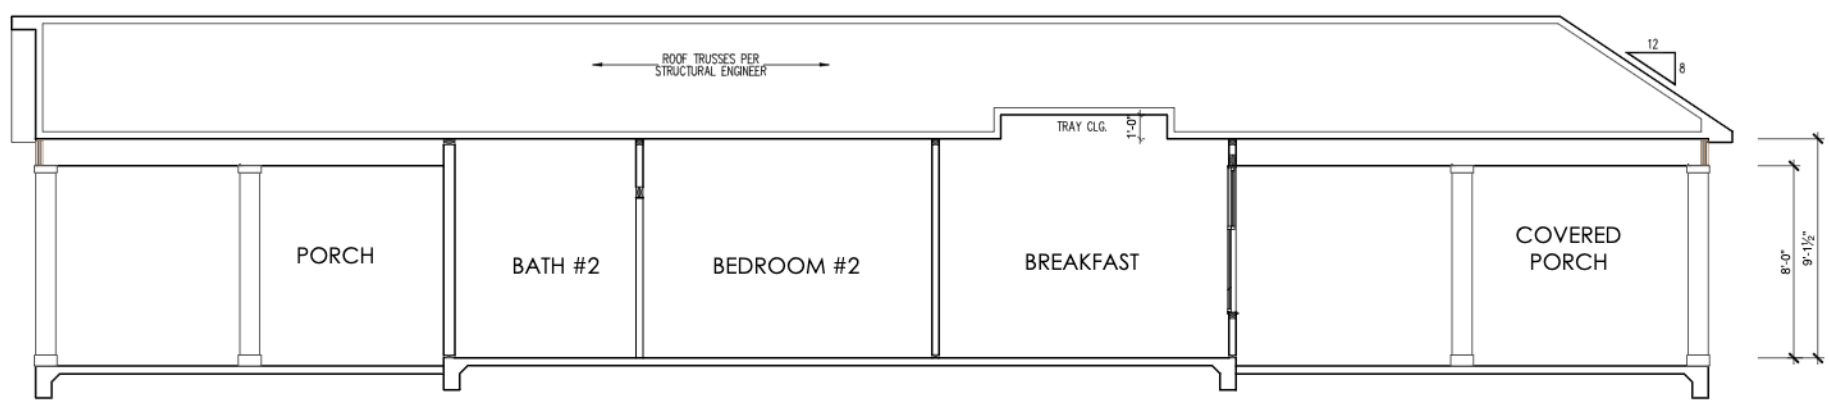 ROOF TRUSSES PER
STRUCTURAL ENGINEER
12
8
TRAY CLG.
1'-0"
PORCH
BATH #2
BEDROOM #2
BREAKFAST
COVERED
PORCH
8'-0"
9'-1½"